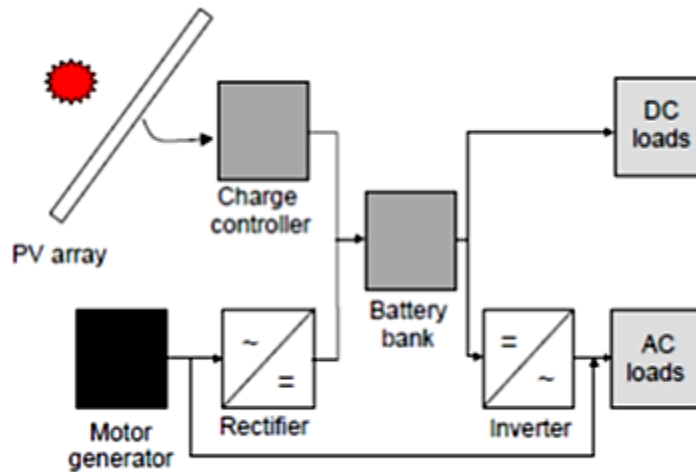 DC
loads
Charge
controller
PV array
Battery
bank
~
=
=
~
AC
loads
Motor
generator
Rectifier
Inverter